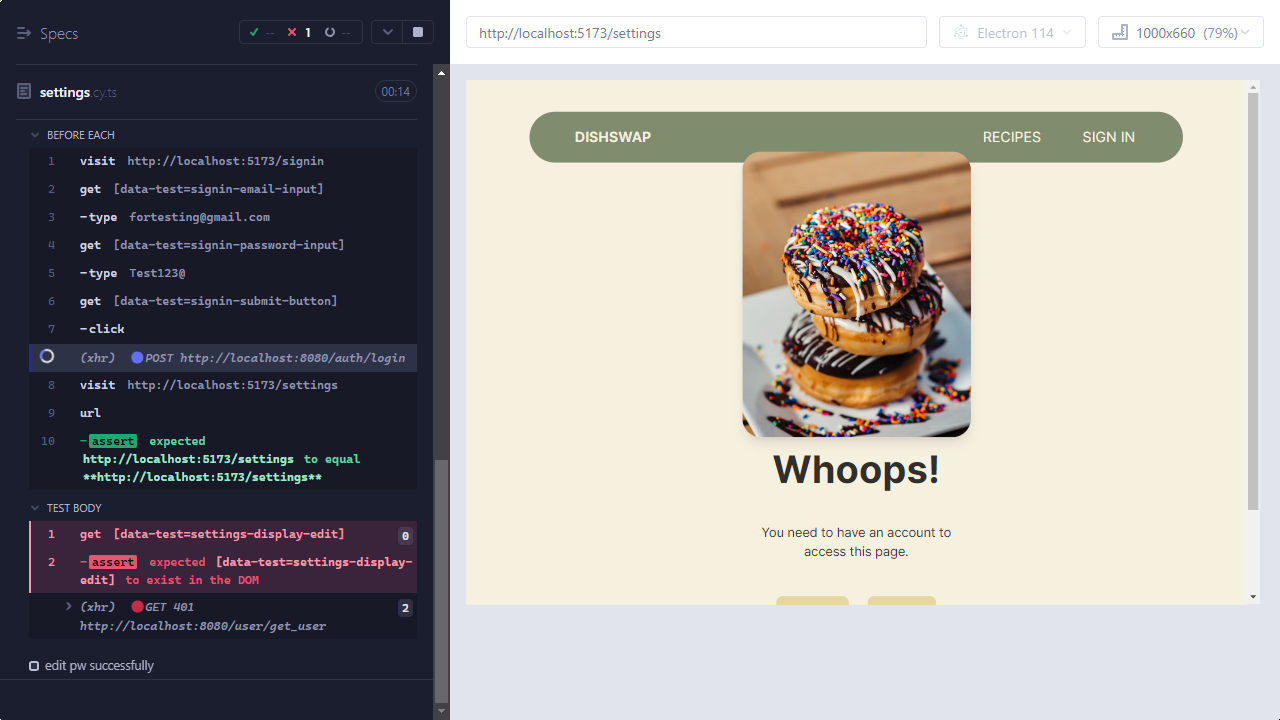 Specs
-- 1 --
settings.cy.ts 00:14
BEFORE EACH
1 visit http://localhost:5173/signin
2 get [data-test=signin-email-input]
3 -type fortesting@gmail.com
4 get [data-test=signin-password-input]
5 -type Test123@
6 get [data-test=signin-submit-button]
7 -click
(xhr) POST http://localhost:8080/auth/login
8 visit http://localhost:5173/settings
9 url
10 -assert expected
http://localhost:5173/settings to equal
**http://localhost:5173/settings**
TEST BODY
1 get [data-test=settings-display-edit] 0
2 -assert expected [data-test=settings-display-
edit] to exist in the DOM
(xhr) GET 401 2
http://localhost:8080/user/get_user
edit pw successfully
http://localhost:5173/settings
Electron 114
1000x660 (79%)
DISHSWAP RECIPES SIGN IN
Whoops!
You need to have an account to
access this page.